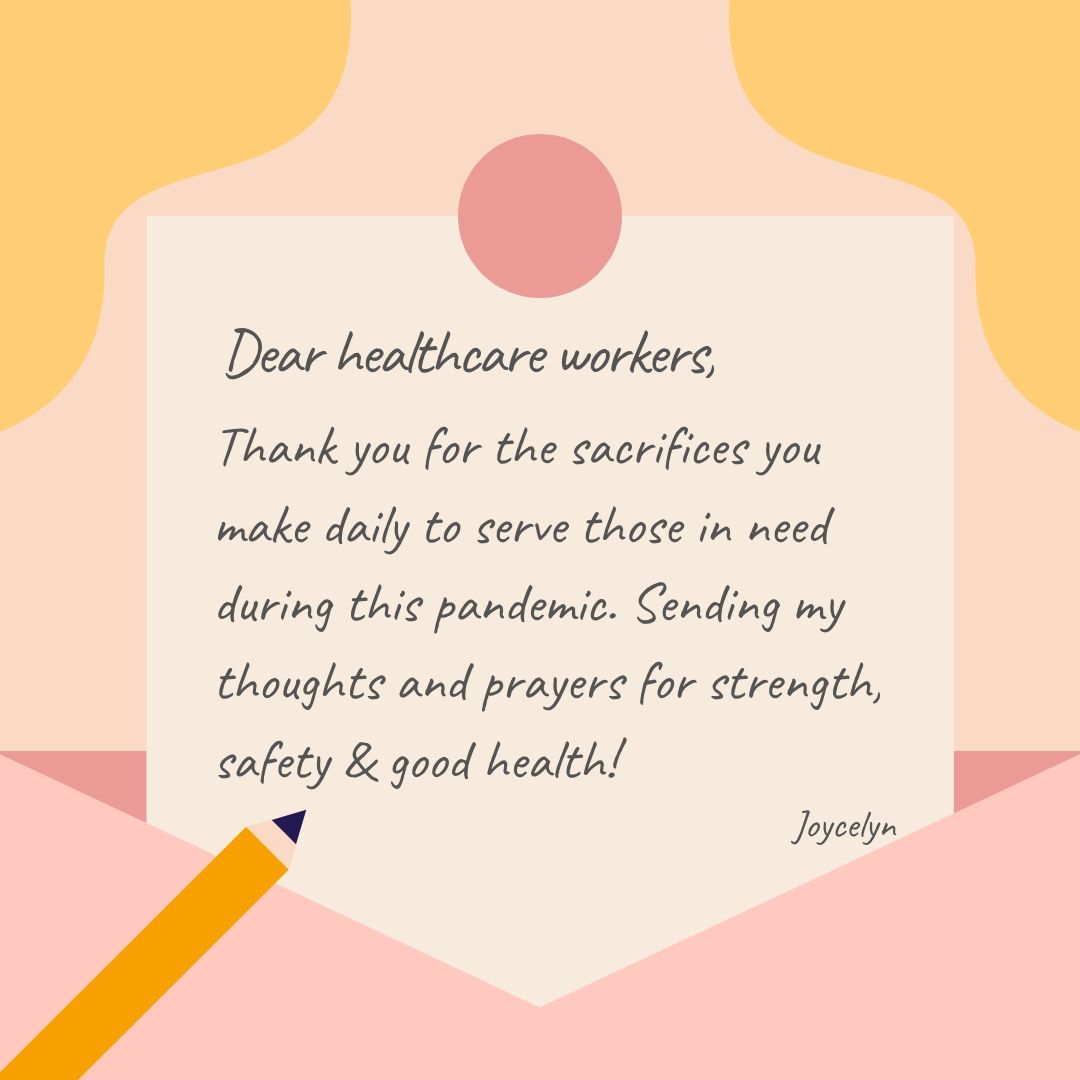 Dear healthcare workers,
Thank you for the sacrifices you
make daily to serve those in need
during this pandemic. Sending my
thoughts and prayers for strength,
safety & good health!
Joycelyn